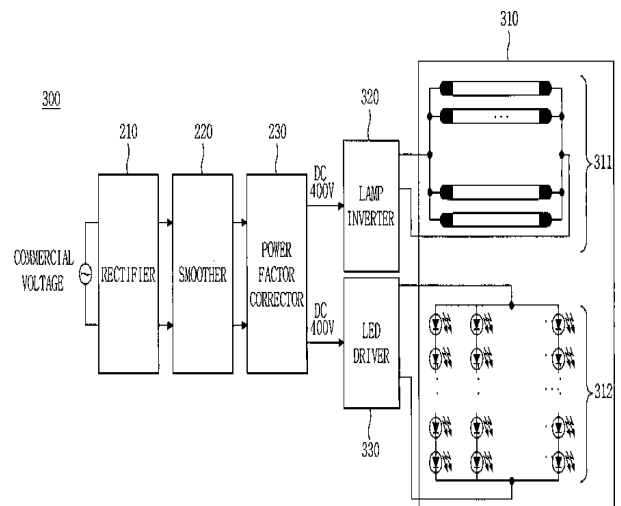 310
300
210
220
230
320
311
DC
400V
LAMP
INVERTER
COMMERCIAL
VOLTAGE
RECTIFIER
SMOOTHER
POWER
FACTOR
CORRECTOR
DC
400V
LED
DRIVER
330
312